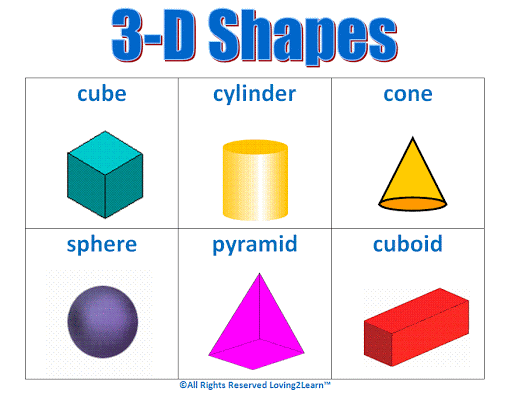 3-D Shapes
cube cylinder cone
sphere pyramid cuboid
©All Rights Reserved Loving2Learn™